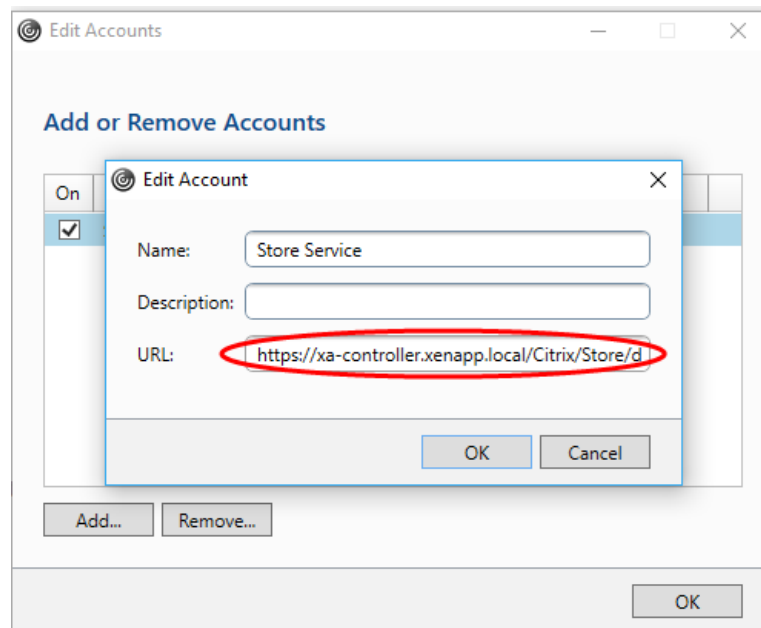 Edit Accounts
Add or Remove Accounts
On
Edit Account
Name: Store Service
Description:
URL: https://xa-controller.xenapp.local/Citrix/Store/d
OK Cancel
Add... Remove...
OK